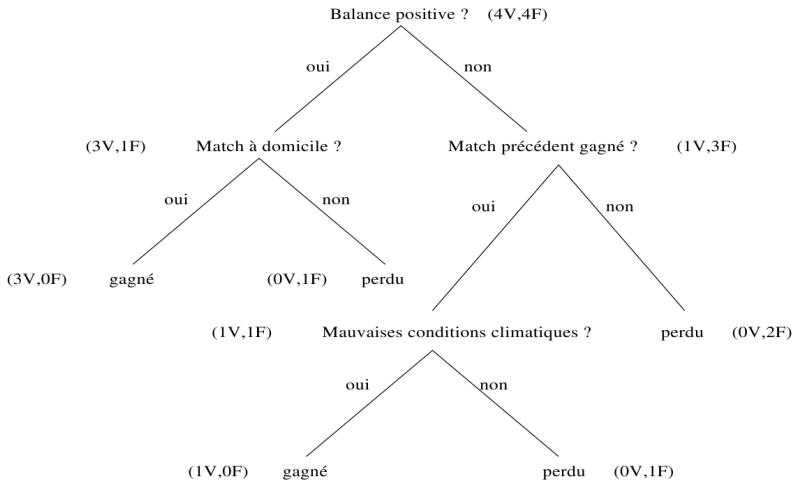 Balance positive ? (4V,4F)
oui non
(3V,1F) Match à domicile ? Match précédent gagné ? (1V,3F)
oui non oui non
(3V,0F) gagné (0V,1F) perdu
(1V,1F) Mauvaises conditions climatiques ? perdu (0V,2F)
oui non
(1V,0F) gagné perdu (0V,1F)